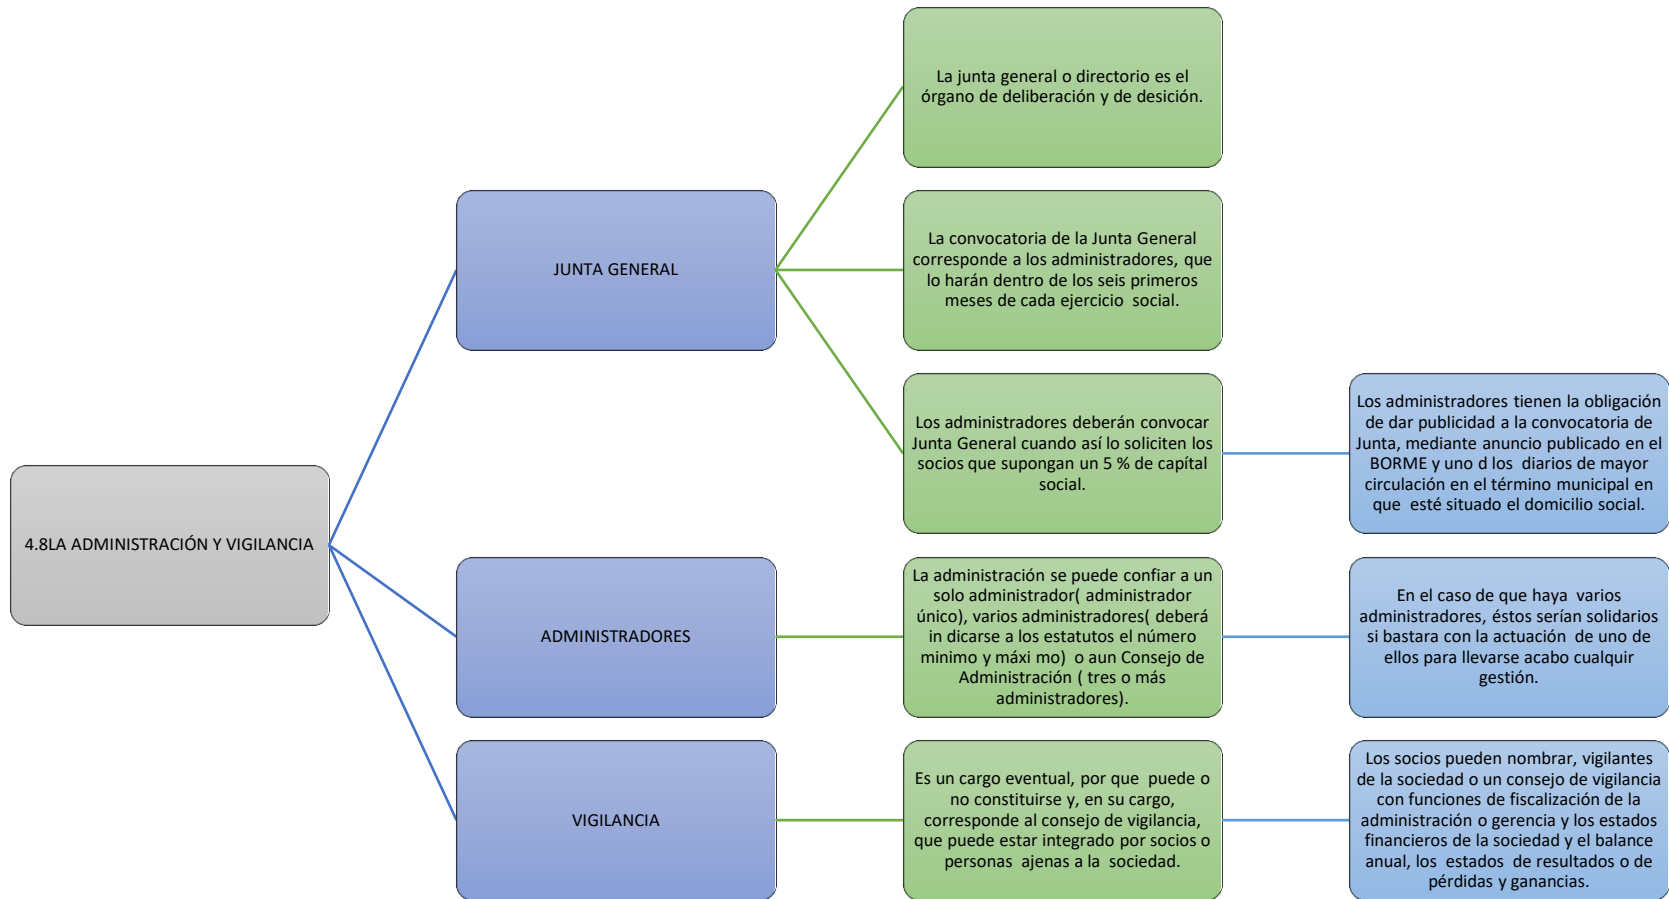 4.8LA ADMINISTRACIÓN Y VIGILANCIA
JUNTA GENERAL
La junta general o directorio es el
órgano de deliberación y de desición.
La convocatoria de la Junta General
corresponde a los administradores, que
lo harán dentro de los seis primeros
meses de cada ejercicio  social.
Los administradores deberán convocar
Junta General cuando así lo soliciten los
socios que supongan un 5 % de capítal
social.
Los administradores tienen la obligación
de dar publicidad a la convocatoria de
Junta, mediante anuncio publicado en el
BORME y uno d los  diarios de mayor
circulación en el término municipal en
que  esté situado el domicilio social.
ADMINISTRADORES
La administración se puede confiar a un
solo administrador( administrador
único), varios administradores( deberá
in dicarse a los estatutos el número
minimo y máxi mo)  o aun Consejo de
Administración ( tres o más
administradores).
En el caso de que haya  varios
administradores, éstos serían solidarios
si bastara con la actuación  de uno de
ellos para llevarse acabo cualquir
gestión.
VIGILANCIA
Es un cargo eventual, por que  puede o
no constituirse y, en su cargo,
corresponde al consejo de vigilancia,
que puede estar integrado por socios o
personas  ajenas a la  sociedad.
Los socios pueden nombrar, vigilantes
de la sociedad o un consejo de vigilancia
con funciones de fiscalización de la
administración o gerencia y los estados
financieros de la sociedad y el balance
anual, los  estados  de resultados o de
pérdidas y ganancias.